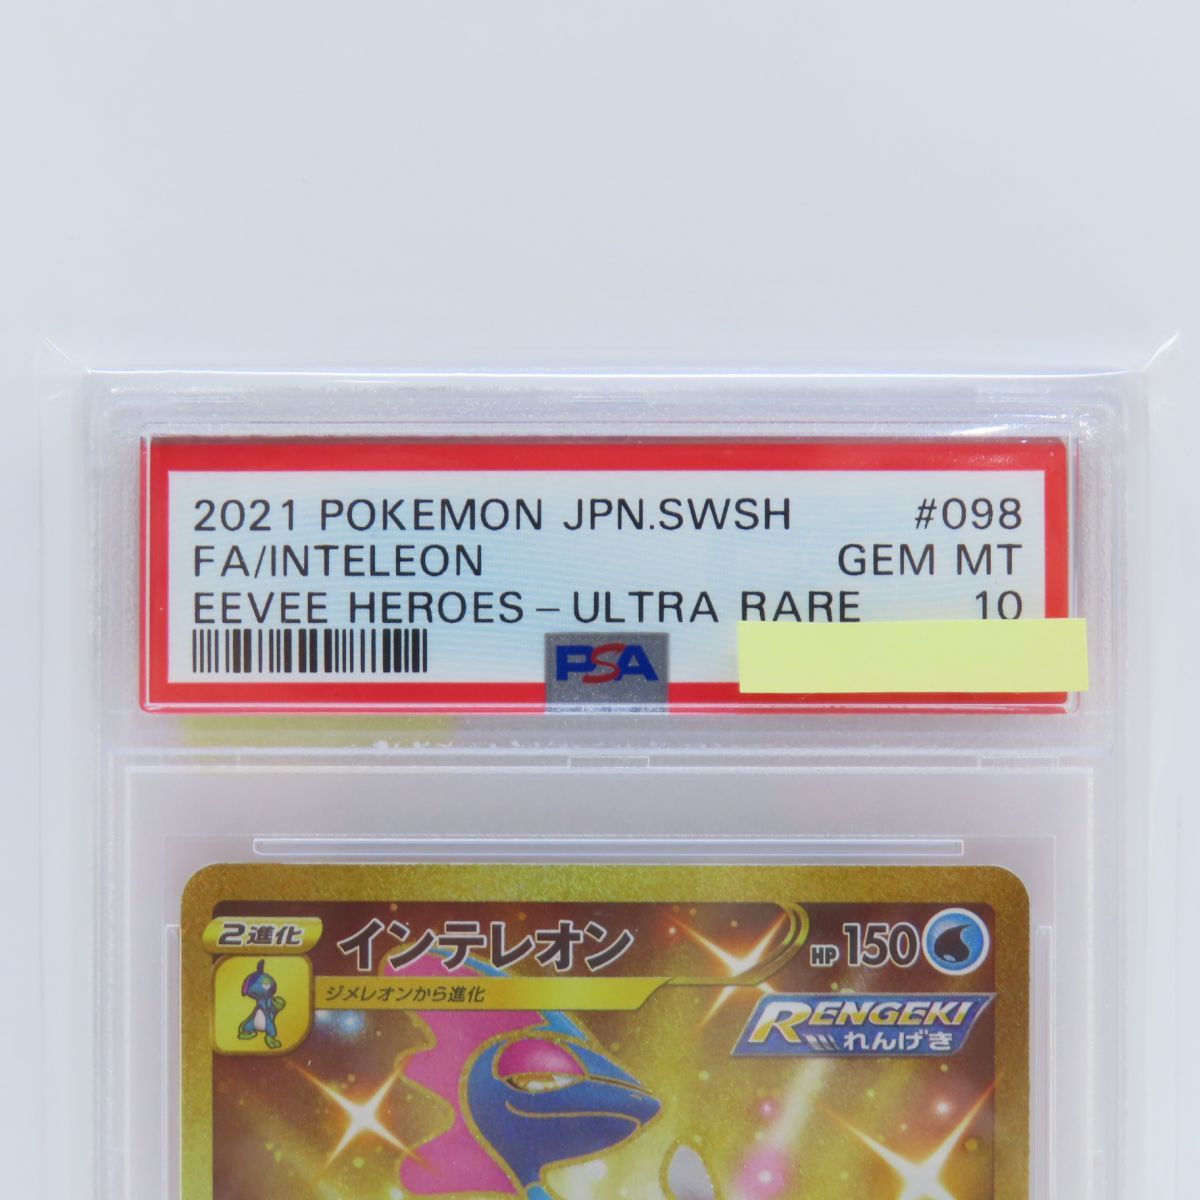 2021 POKEMON JPN.SWSH #098
FA/INTELEON GEM MT
EEVEE HEROES - ULTRA RARE 10
PSA
2進化 インテレオン HP 150
ジメレオンから進化
RENGEKI
れんげき